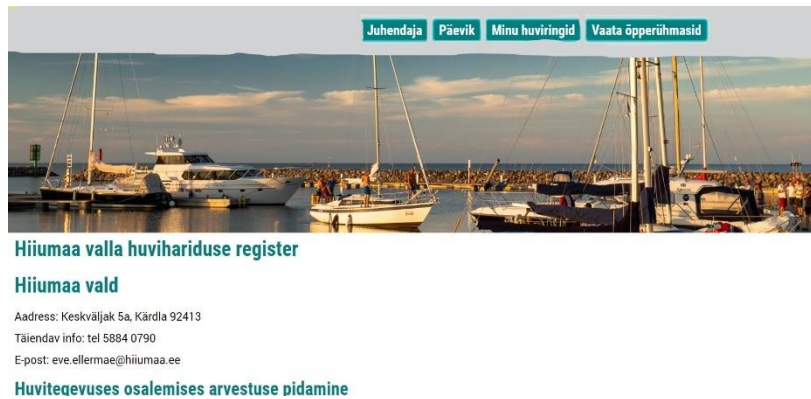 Juhendaja Päevik Minu huviringid Vaata õpperühmasid
Hiiumaa valla huvihariduse register
Hiiumaa vald
Aadress: Keskväljak 5a, Kärdla 92413
Täiendav info: tel 5884 0790
E-post: eve.ellermae@hiiumaa.ee
Huvitegevuses osalemises arvestuse pidamine